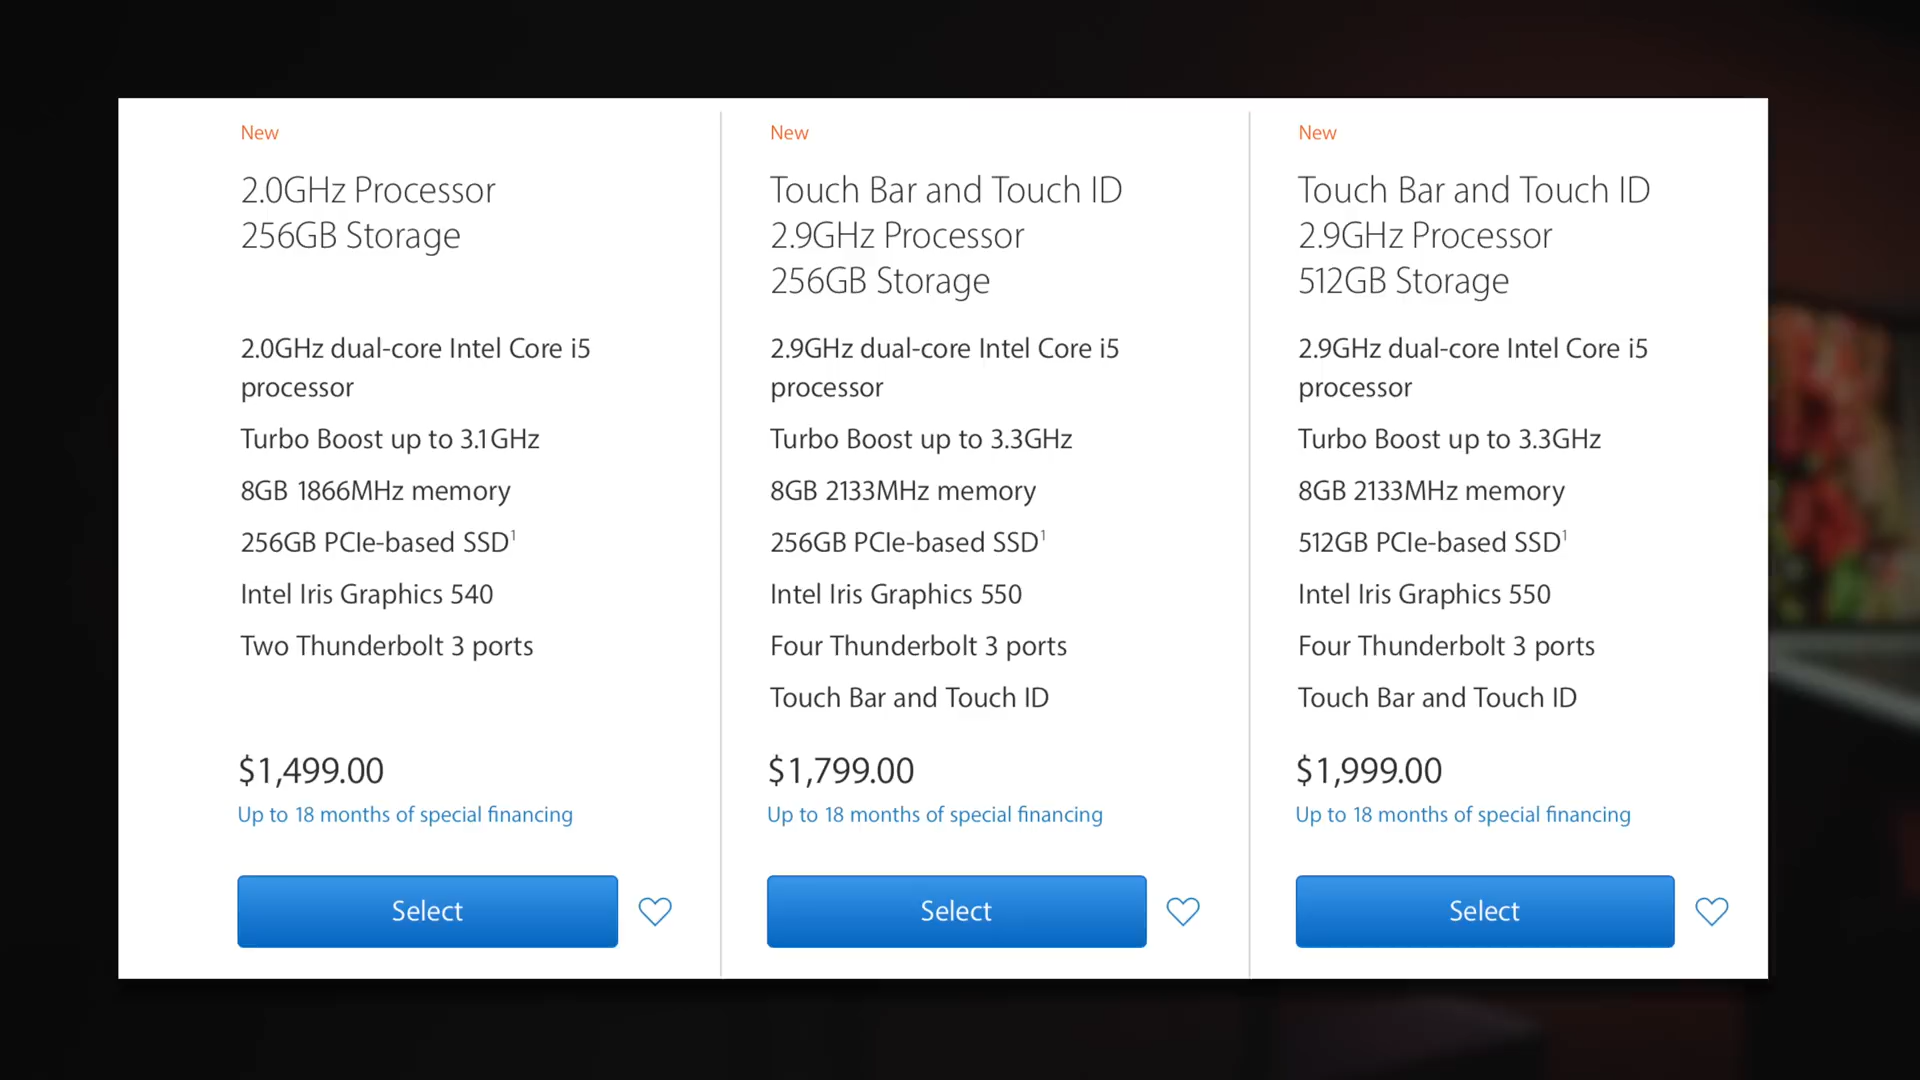 New
2.0GHz Processor
256GB Storage
2.0GHz dual-core Intel Core i5
processor
Turbo Boost up to 3.1GHz
8GB 1866MHz memory
256GB PCIe-based SSD¹
Intel Iris Graphics 540
Two Thunderbolt 3 ports
$1,499.00
Up to 18 months of special financing
Select
New
Touch Bar and Touch ID
2.9GHz Processor
256GB Storage
2.9GHz dual-core Intel Core i5
processor
Turbo Boost up to 3.3GHz
8GB 2133MHz memory
256GB PCIe-based SSD¹
Intel Iris Graphics 550
Four Thunderbolt 3 ports
Touch Bar and Touch ID
$1,799.00
Up to 18 months of special financing
Select
New
Touch Bar and Touch ID
2.9GHz Processor
512GB Storage
2.9GHz dual-core Intel Core i5
processor
Turbo Boost up to 3.3GHz
8GB 2133MHz memory
512GB PCIe-based SSD¹
Intel Iris Graphics 550
Four Thunderbolt 3 ports
Touch Bar and Touch ID
$1,999.00
Up to 18 months of special financing
Select